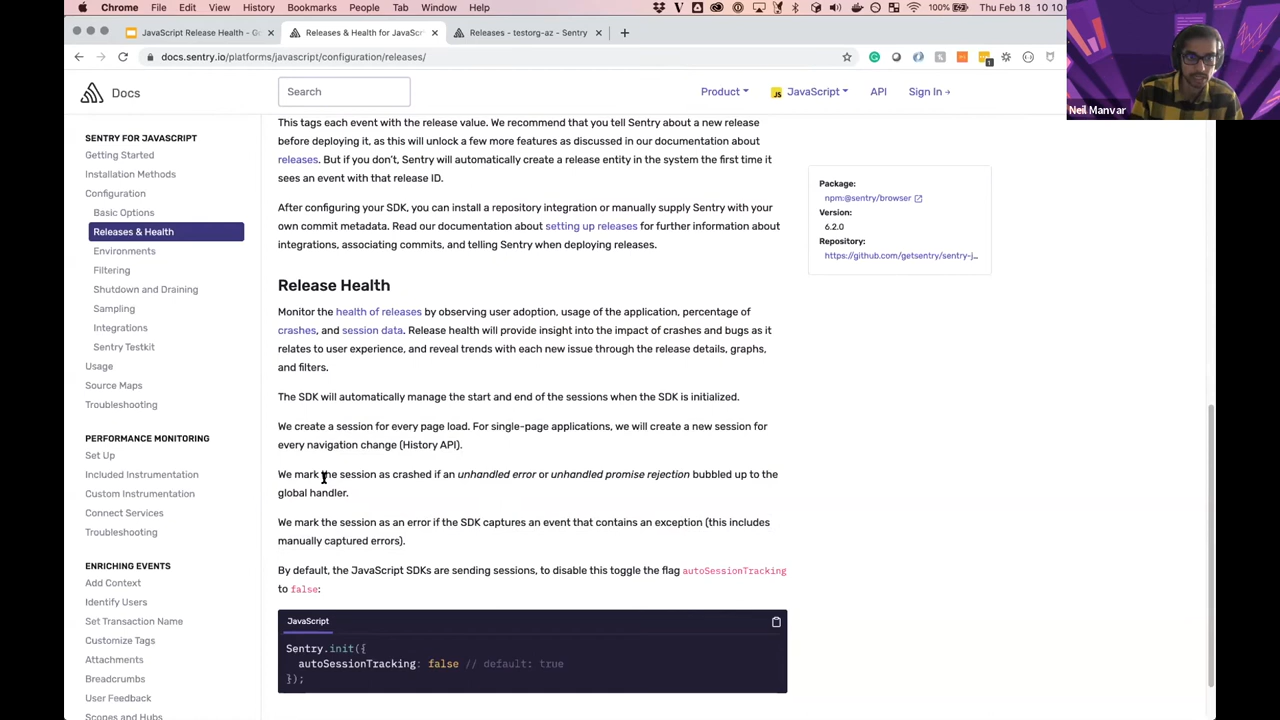 Chrome File Edit View History Bookmarks People Tab Window Help
100% Thu Feb 18 10 10
JavaScript Release Health - G
Releases & Health for JavaSc
Releases - testorg-az - Sentry
docs.sentry.io/platforms/javascript/configuration/releases/
Neil Manvar
Docs
Search
Product
JS JavaScript
API
Sign In →
SENTRY FOR JAVASCRIPT
Getting Started
Installation Methods
Configuration
Basic Options
Releases & Health
Environments
Filtering
Shutdown and Draining
Sampling
Integrations
Sentry Testkit
Usage
Source Maps
Troubleshooting
PERFORMANCE MONITORING
Set Up
Included Instrumentation
Custom Instrumentation
Connect Services
Troubleshooting
ENRICHING EVENTS
Add Context
Identify Users
Set Transaction Name
Customize Tags
Attachments
Breadcrumbs
User Feedback
Scopes and Hubs
This tags each event with the release value. We recommend that you tell Sentry about a new release
before deploying it, as this will unlock a few more features as discussed in our documentation about
releases. But if you don't, Sentry will automatically create a release entity in the system the first time it
sees an event with that release ID.
After configuring your SDK, you can install a repository integration or manually supply Sentry with your
own commit metadata. Read our documentation about setting up releases for further information about
integrations, associating commits, and telling Sentry when deploying releases.
Release Health
Monitor the health of releases by observing user adoption, usage of the application, percentage of
crashes, and session data. Release health will provide insight into the impact of crashes and bugs as it
relates to user experience, and reveal trends with each new issue through the release details, graphs,
and filters.
The SDK will automatically manage the start and end of the sessions when the SDK is initialized.
We create a session for every page load. For single-page applications, we will create a new session for
every navigation change (History API).
We mark the session as crashed if an unhandled error or unhandled promise rejection bubbled up to the
global handler.
We mark the session as an error if the SDK captures an event that contains an exception (this includes
manually captured errors).
By default, the JavaScript SDKs are sending sessions, to disable this toggle the flag autoSessionTracking
to false:
JavaScript
Sentry.init({
autoSessionTracking: false // default: true
});
Package:
npm:@sentry/browser
Version:
6.2.0
Repository:
https://github.com/getsentry/sentry-j…